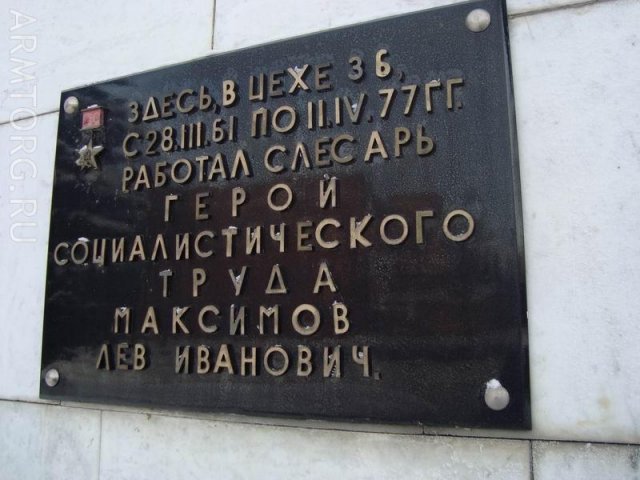 ЗДЕСЬ, В ЦЕХЕ 36,
С 28.III.61 ПО 11.IV.77 ГГ.
РАБОТАЛ СЛЕСАРЬ
ГЕРОЙ
СОЦИАЛИСТИЧЕСКОГО
ТРУДА
МАКСИМОВ
ЛЕВ ИВАНОВИЧ.
ARMTORG.RU